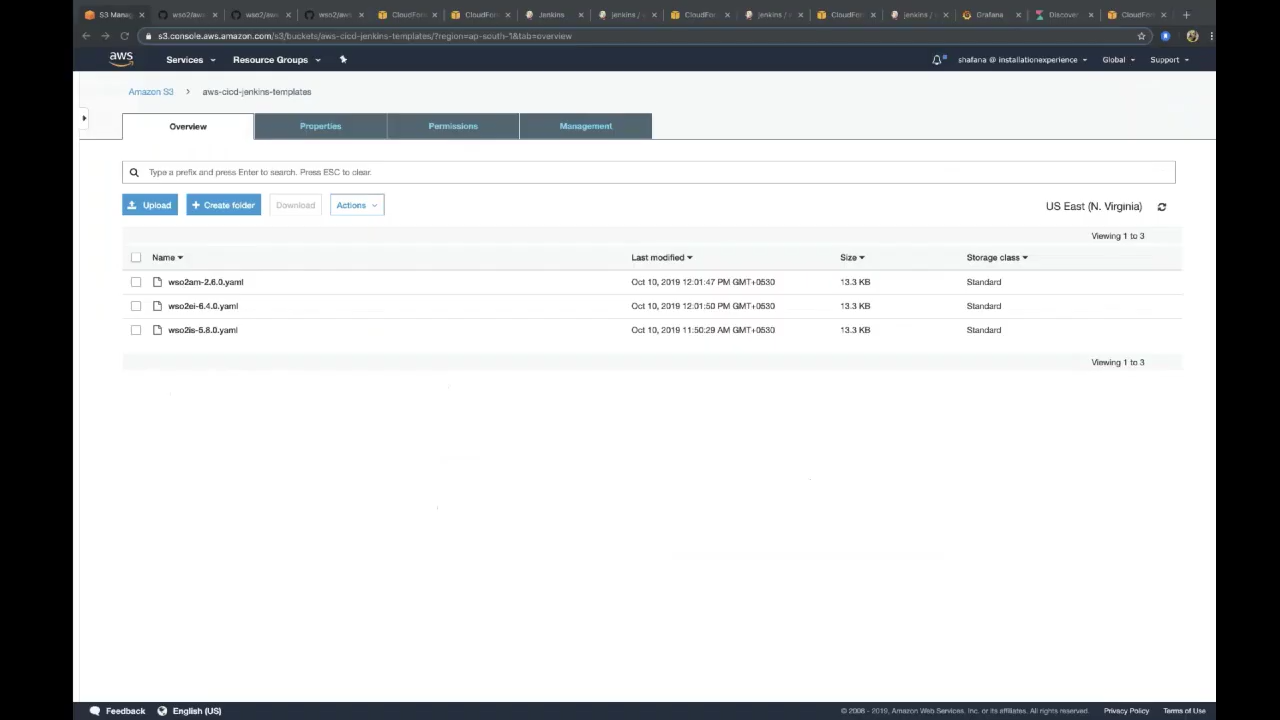 S3 Manag wso2/aws wso2/aws wso2/aws CloudFor CloudFor Jenkins jenkins / CloudFor jenkins / CloudFor jenkins / Grafana Discover CloudFor
s3.console.aws.amazon.com/s3/buckets/aws-cicd-jenkins-templates/?region=ap-south-1&tab=overview
aws Services Resource Groups shafana @ installationexperience Global Support
Amazon S3 > aws-cicd-jenkins-templates
Overview Properties Permissions Management
Type a prefix and press Enter to search. Press ESC to clear.
Upload + Create folder Download Actions US East (N. Virginia)
Viewing 1 to 3
Name Last modified Size Storage class
wso2am-2.6.0.yaml Oct 10, 2019 12:01:47 PM GMT+0530 13.3 KB Standard
wso2ei-6.4.0.yaml Oct 10, 2019 12:01:50 PM GMT+0530 13.3 KB Standard
wso2is-5.8.0.yaml Oct 10, 2019 11:50:29 AM GMT+0530 13.3 KB Standard
Viewing 1 to 3
Feedback English (US) © 2008 - 2019, Amazon Web Services, Inc. or its affiliates. All rights reserved. Privacy Policy Terms of Use